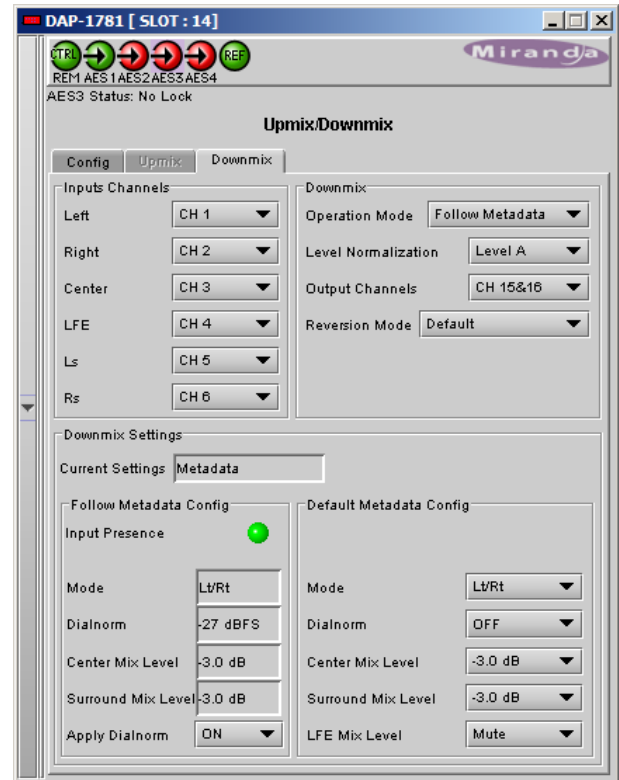 DAP-1781 [ SLOT : 14]
CTRL REF
Miranda
REM AES1 AES2 AES3 AES4
AES3 Status: No Lock
Upmix/Downmix
Config Upmix Downmix
Inputs Channels
Left CH 1
Right CH 2
Center CH 3
LFE CH 4
Ls CH 5
Rs CH 6
Downmix
Operation Mode Follow Metadata
Level Normalization Level A
Output Channels CH 15&16
Reversion Mode Default
Downmix Settings
Current Settings Metadata
Follow Metadata Config
Input Presence
Mode Lt/Rt
Dialnorm -27 dBFS
Center Mix Level -3.0 dB
Surround Mix Level -3.0 dB
Apply Dialnorm ON
Default Metadata Config
Mode Lt/Rt
Dialnorm OFF
Center Mix Level -3.0 dB
Surround Mix Level -3.0 dB
LFE Mix Level Mute